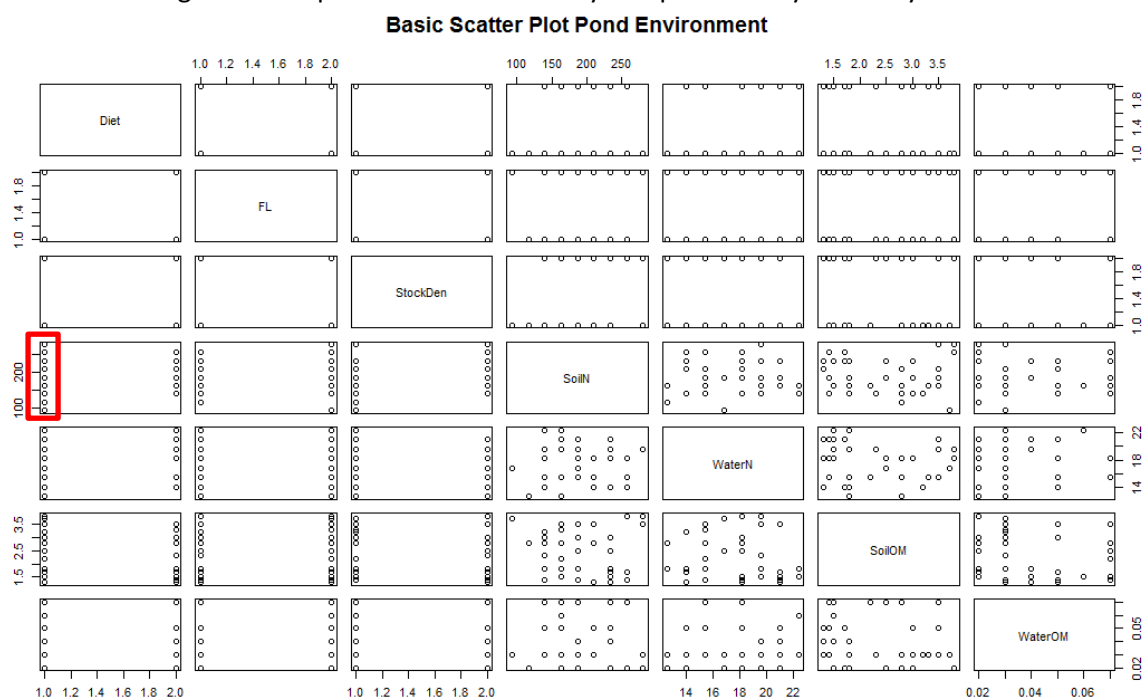 Basic Scatter Plot Pond Environment
1.0 1.2 1.4 1.6 1.8 2.0
100 150 200 250
1.5 2.0 2.5 3.0 3.5
Diet
1.0 1.4 1.8
1.0 1.4 1.8
FL
StockDen
1.0 1.4 1.8
100 200
SoilN
WaterN
14 18 22
1.5 2.5 3.5
SoilOM
WaterOM
0.02 0.05
1.0 1.2 1.4 1.6 1.8 2.0
1.0 1.2 1.4 1.6 1.8 2.0
14 16 18 20 22
0.02 0.04 0.06